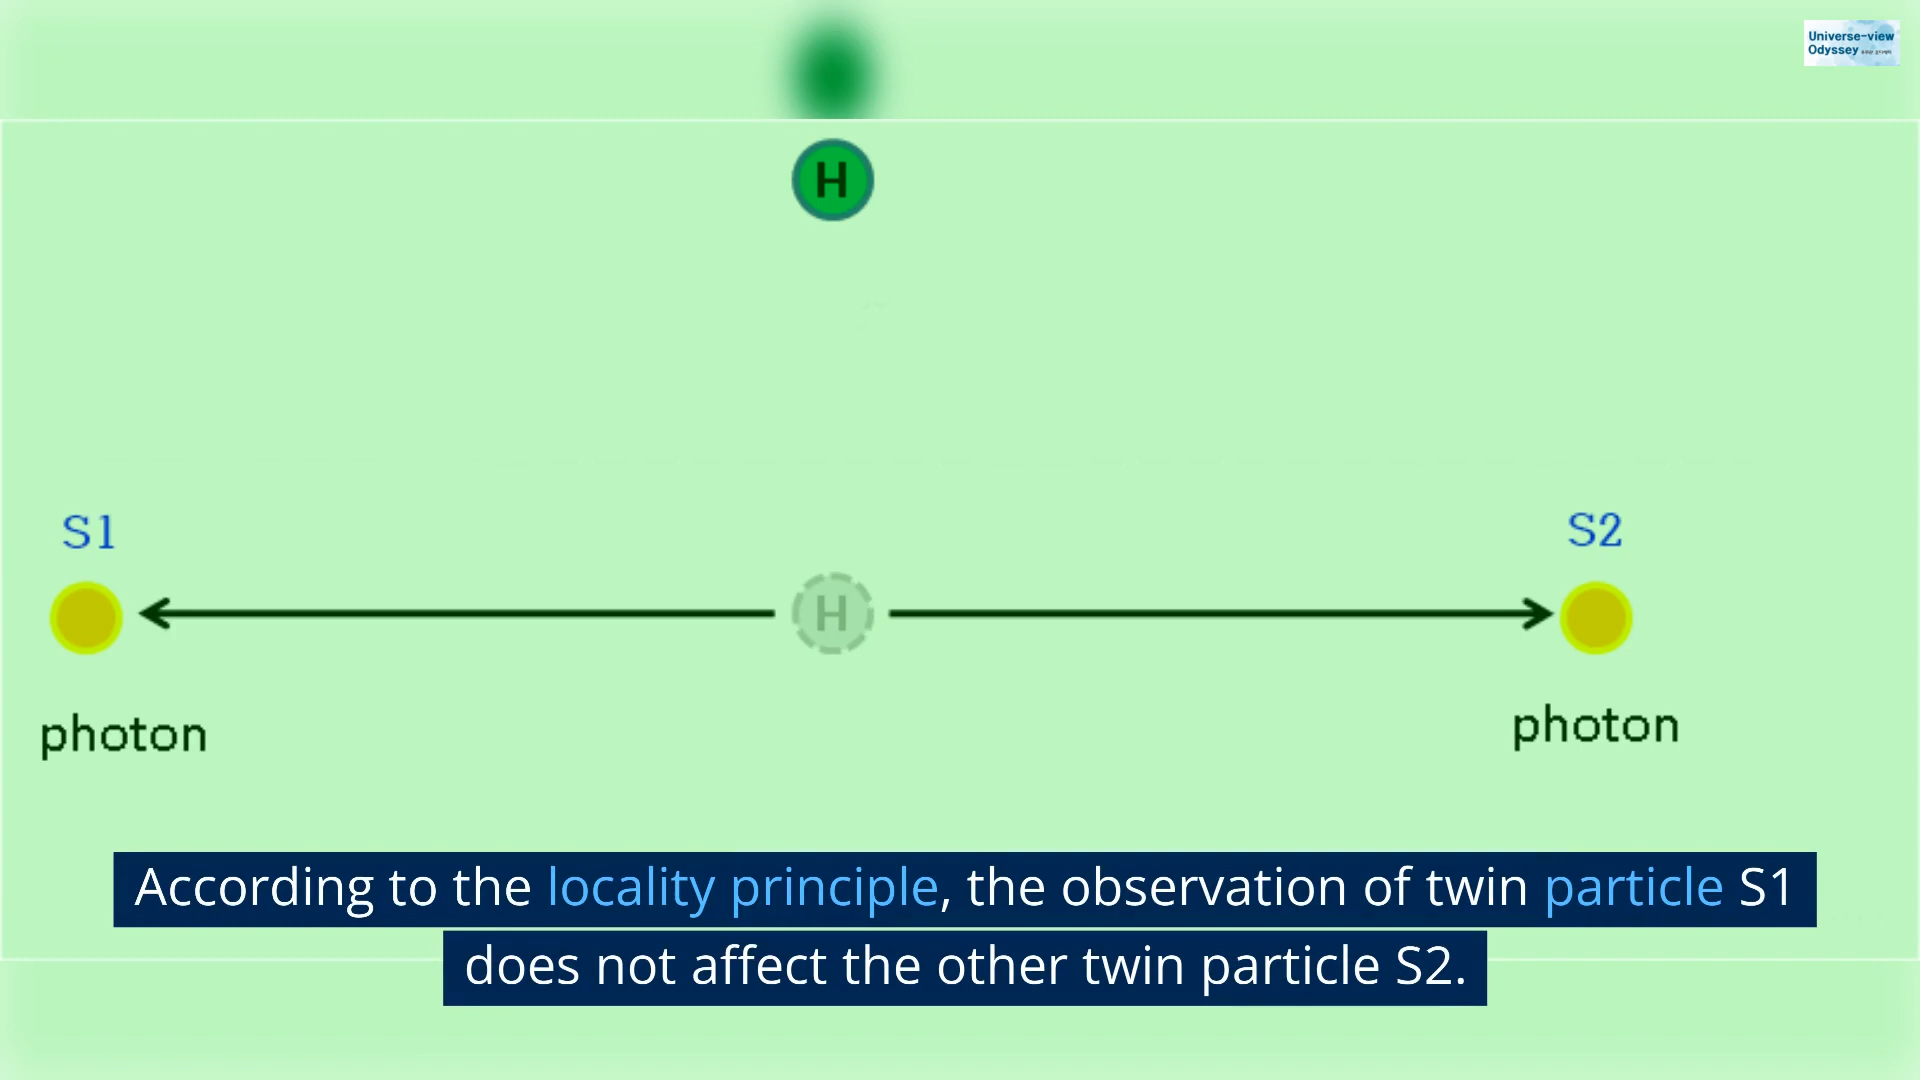 Universe-view
Odyssey
H
S1
S2
H
photon
photon
According to the locality principle, the observation of twin particle S1
does not affect the other twin particle S2.